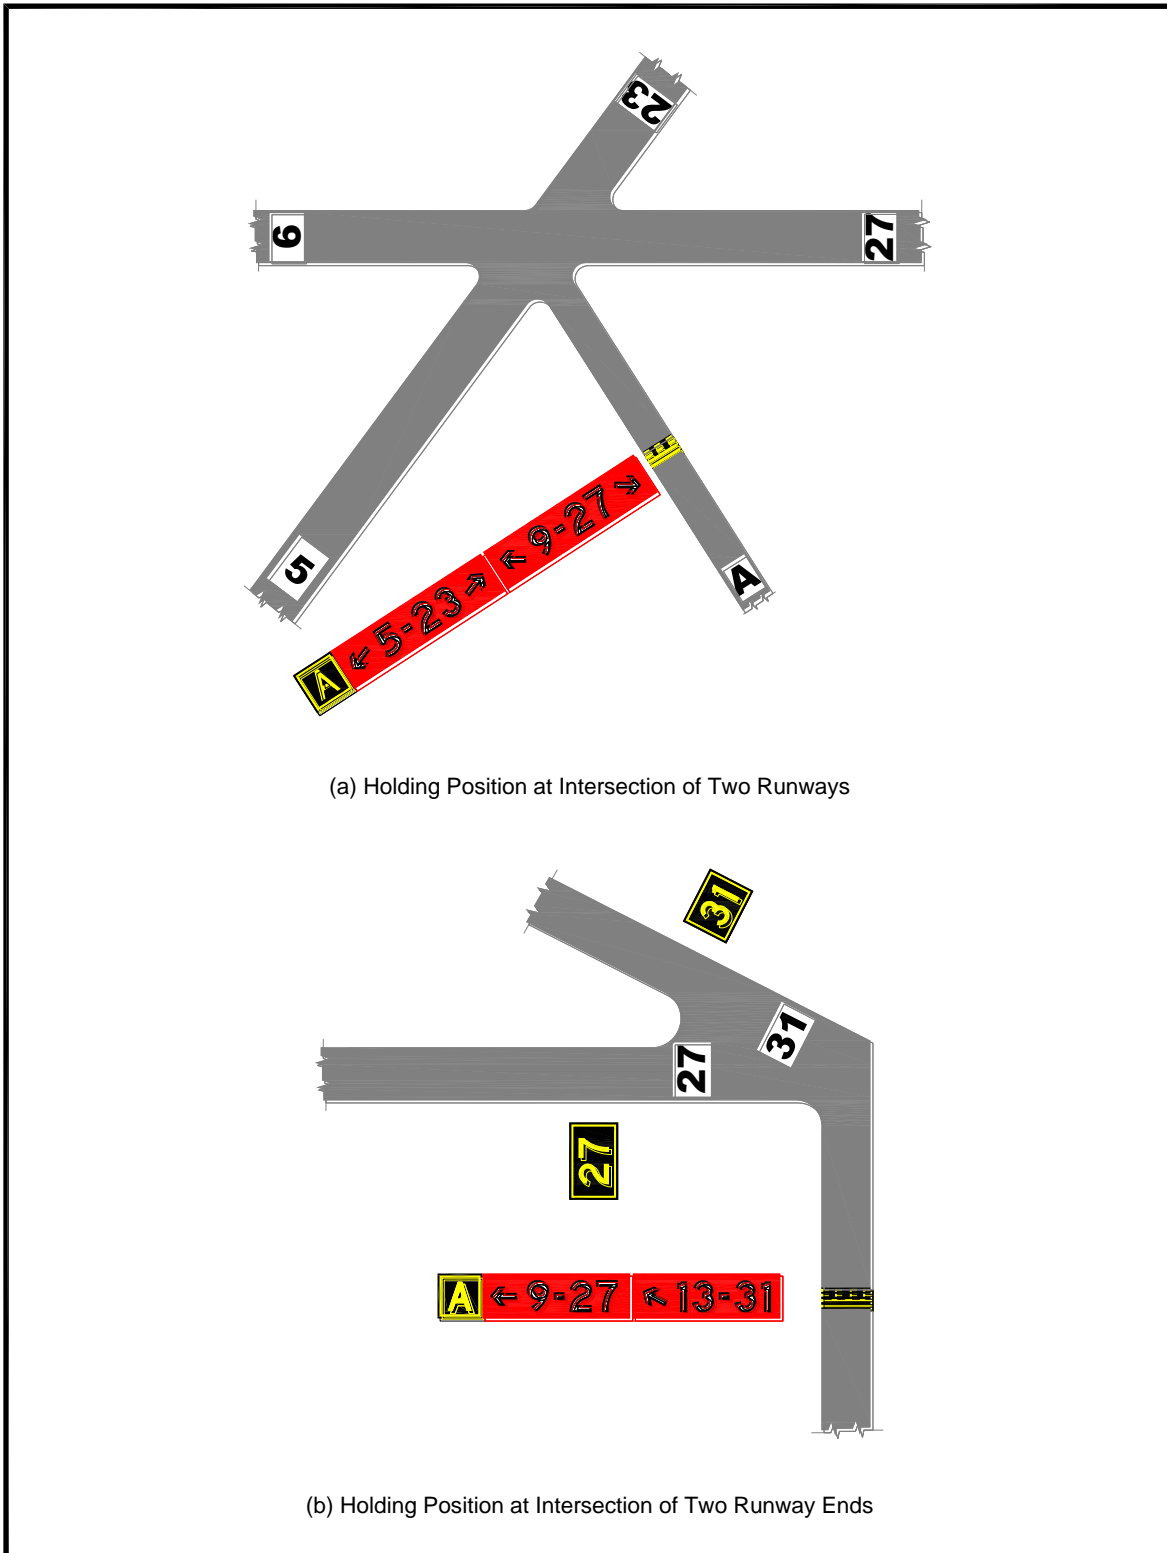 23
9
27
5
A
A ←5-23→ ↖9-27↘
(a) Holding Position at Intersection of Two Runways
31
31
27
27
A ←9-27 ↖13-31
(b) Holding Position at Intersection of Two Runway Ends